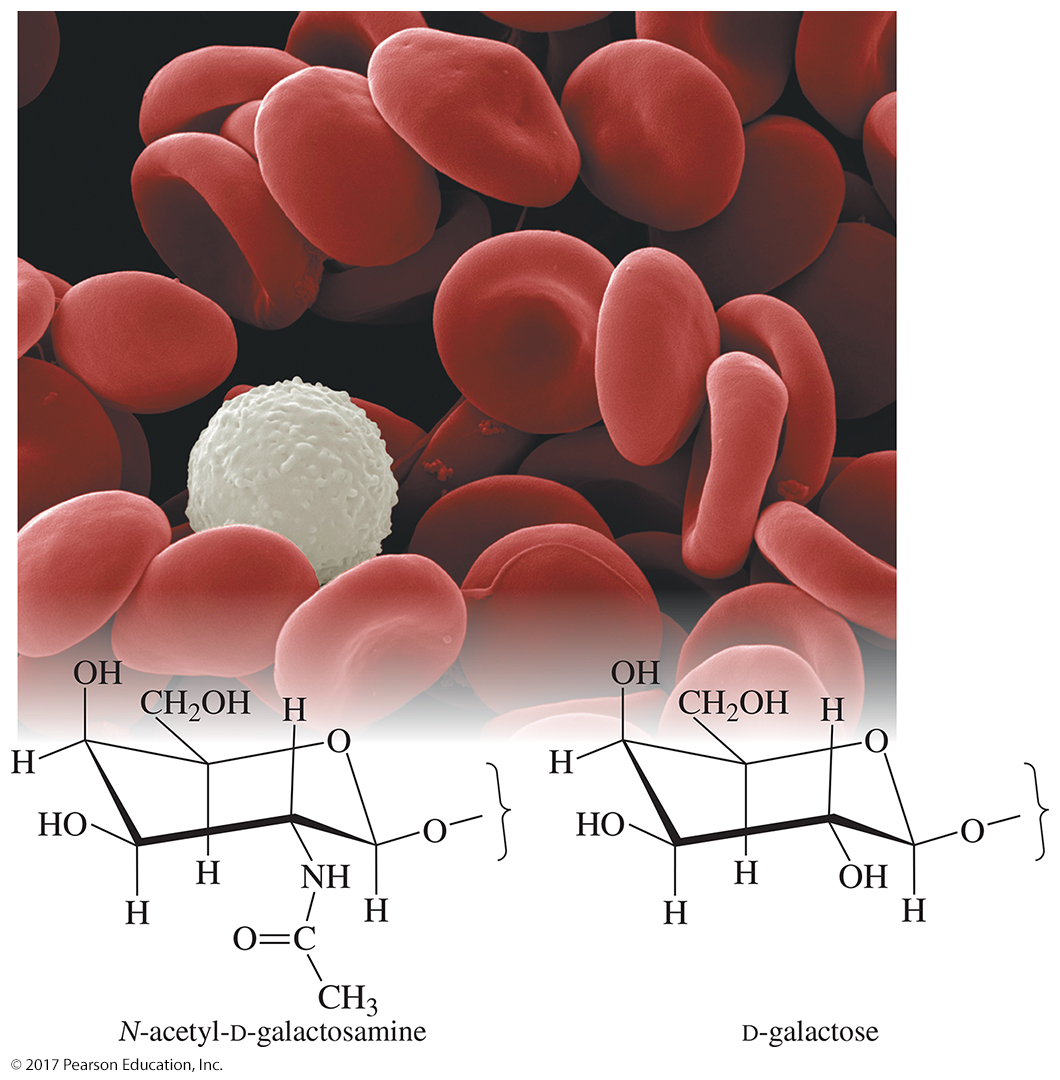 OH
CH₂OH
H
O
H
HO
O
H
NH
H
H
O=C
CH₃
N-acetyl-D-galactosamine
OH
CH₂OH
H
O
H
HO
O
H
OH
H
H
D-galactose
© 2017 Pearson Education, Inc.